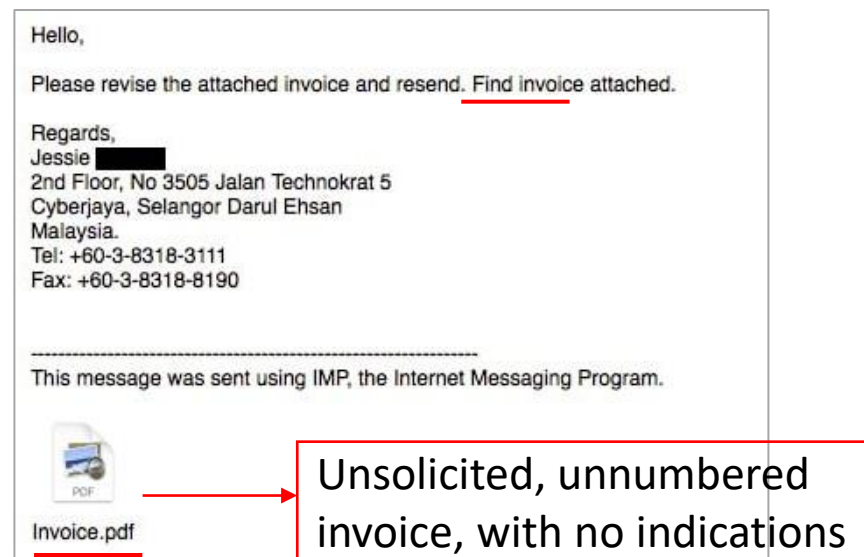 Hello,
Please revise the attached invoice and resend. Find invoice attached.
Regards,
Jessie
2nd Floor, No 3505 Jalan Technokrat 5
Cyberjaya, Selangor Darul Ehsan
Malaysia.
Tel: +60-3-8318-3111
Fax: +60-3-8318-8190
--------------------------------------------------------------------
This message was sent using IMP, the Internet Messaging Program.
PDF
Invoice.pdf
Unsolicited, unnumbered
invoice, with no indications